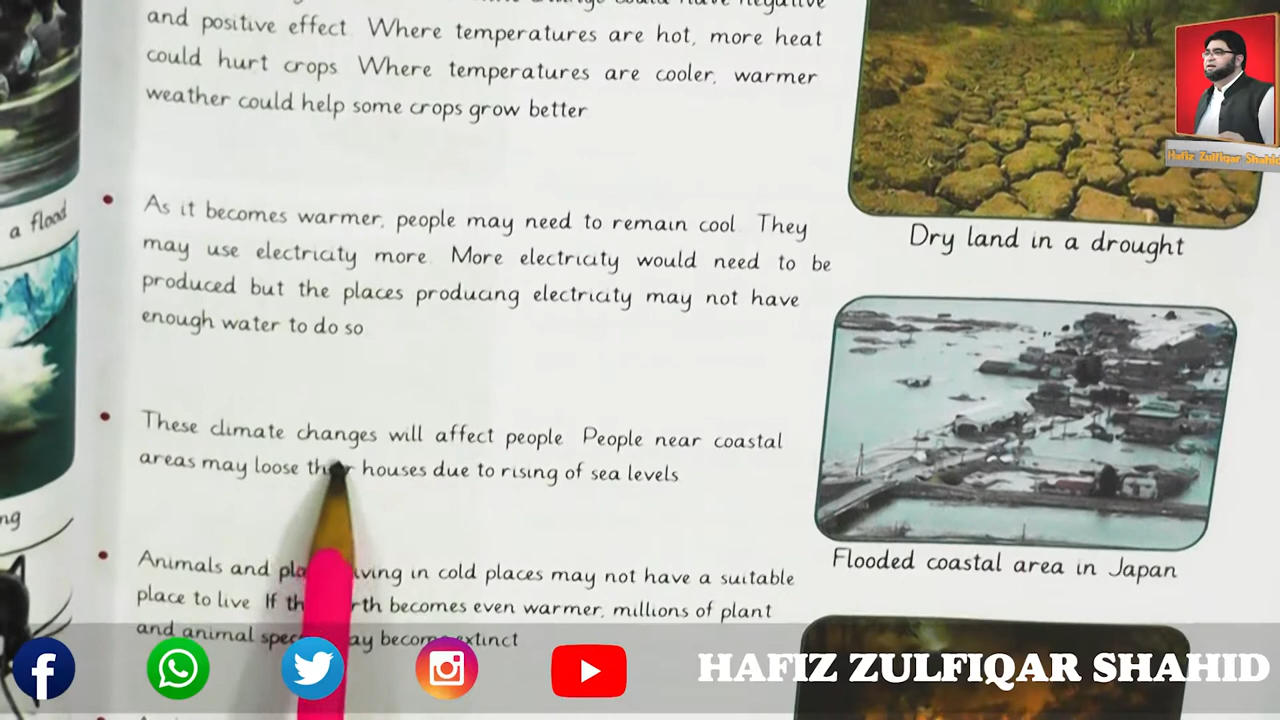 and positive effect. Where temperatures are hot, more heat
could hurt crops. Where temperatures are cooler, warmer
weather could help some crops grow better
As it becomes warmer, people may need to remain cool. They
may use electricity more. More electricity would need to be
produced but the places producing electricity may not have
enough water to do so
These climate changes will affect people. People near coastal
areas may loose their houses due to rising of sea levels
Animals and living in cold places may not have a suitable
place to live. If becomes even warmer, millions of plant
and animal may become extinct
a flood
ng
Dry land in a drought
Flooded coastal area in Japan
Hafiz Zulfiqar Shahid
HAFIZ ZULFIQAR SHAHID